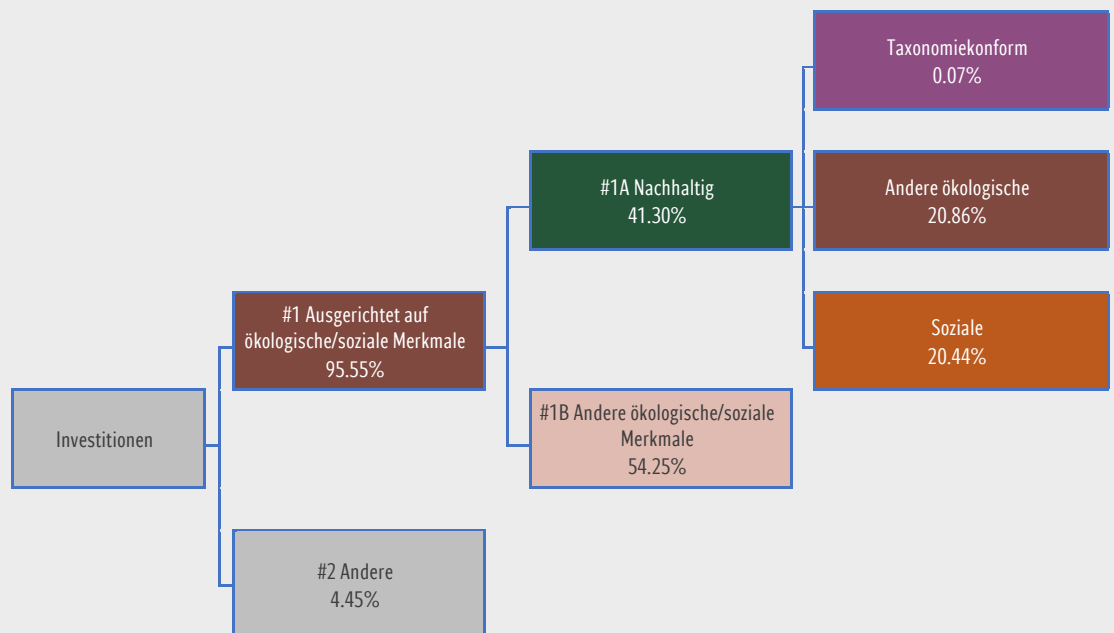 Taxonomiekonform
0.07%
#1A Nachhaltig
41.30%
Andere ökologische
20.86%
#1 Ausgerichtet auf
ökologische/soziale Merkmale
95.55%
Soziale
20.44%
Investitionen
#1B Andere ökologische/soziale
Merkmale
54.25%
#2 Andere
4.45%